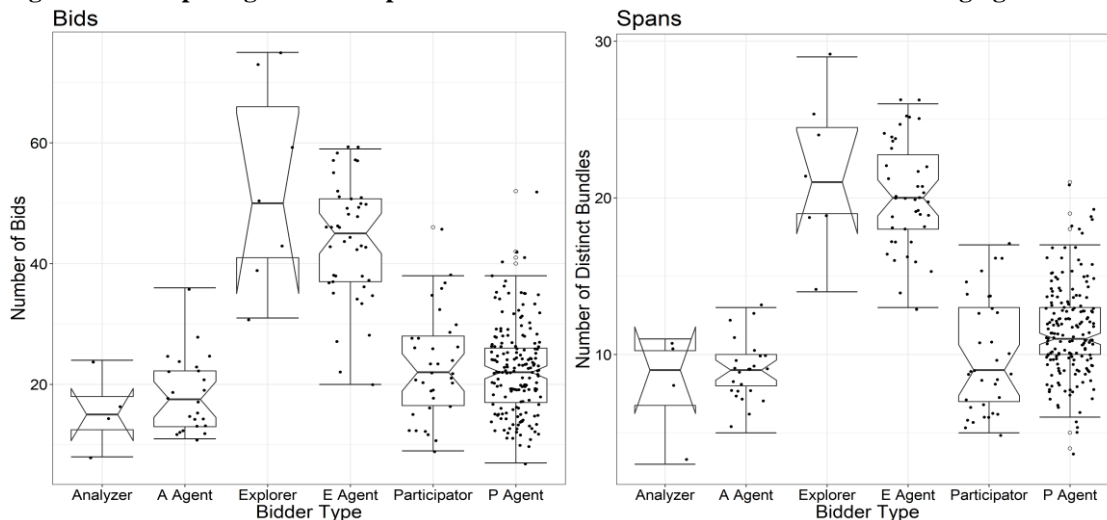 Bids
Number of Bids
60
40
20
Analyzer A Agent Explorer E Agent Participator P Agent
Bidder Type
Spans
Number of Distinct Bundles
30
20
10
Analyzer A Agent Explorer E Agent Participator P Agent
Bidder Type